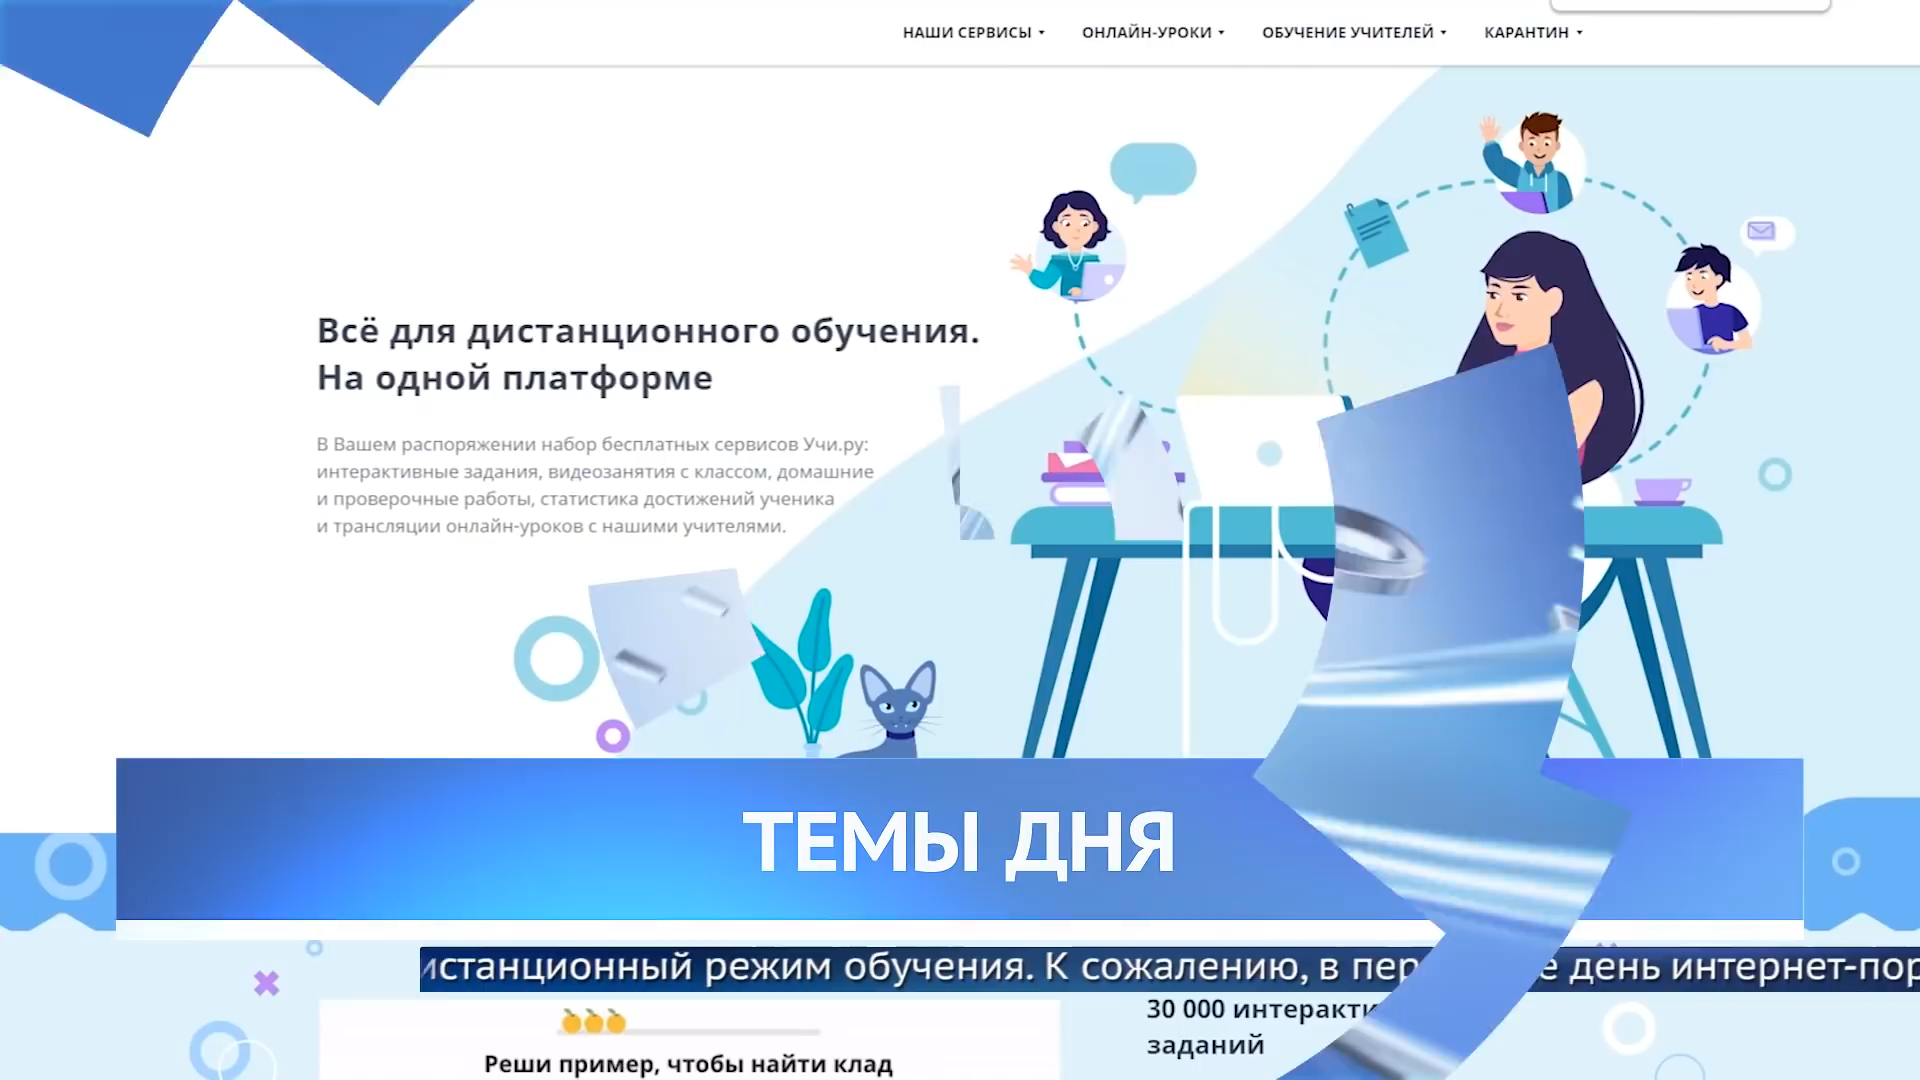 НАШИ СЕРВИСЫ ОНЛАЙН-УРОКИ ОБУЧЕНИЕ УЧИТЕЛЕЙ КАРАНТИН
Всё для дистанционного обучения.
На одной платформе
В Вашем распоряжении набор бесплатных сервисов Учи.ру:
интерактивные задания, видеозанятия с классом, домашние
и проверочные работы, статистика достижений ученика
и трансляции онлайн-уроков с нашими учителями.
ТЕМЫ ДНЯ
истанционный режим обучения. К сожалению, в пер е день интернет-пор
30 000 интеракти
заданий
Реши пример, чтобы найти клад